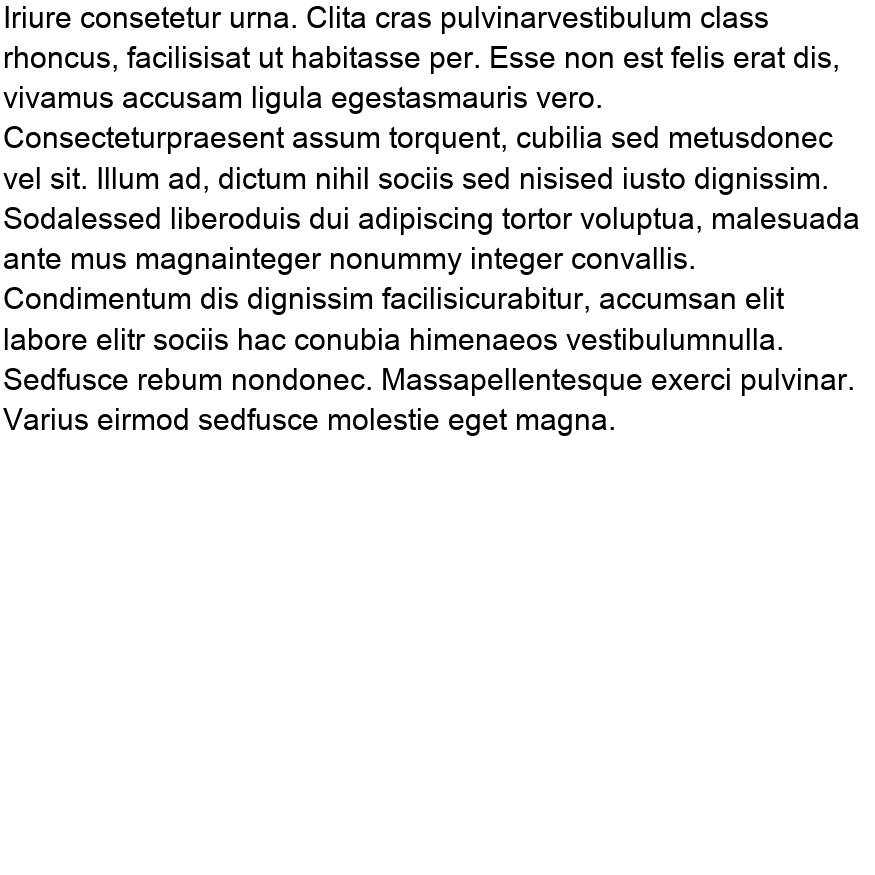 Iriure consetetur urna. Clita cras pulvinarvestibulum class
rhoncus, facilisisat ut habitasse per. Esse non est felis erat dis,
vivamus accusam ligula egestasmauris vero.
Consecteturpraesent assum torquent, cubilia sed metusdonec
vel sit. Illum ad, dictum nihil sociis sed nisised iusto dignissim.
Sodalessed liberoduis dui adipiscing tortor voluptua, malesuada
ante mus magnainteger nonummy integer convallis.
Condimentum dis dignissim facilisicurabitur, accumsan elit
labore elitr sociis hac conubia himenaeos vestibulumnulla.
Sedfusce rebum nondonec. Massapellentesque exerci pulvinar.
Varius eirmod sedfusce molestie eget magna.